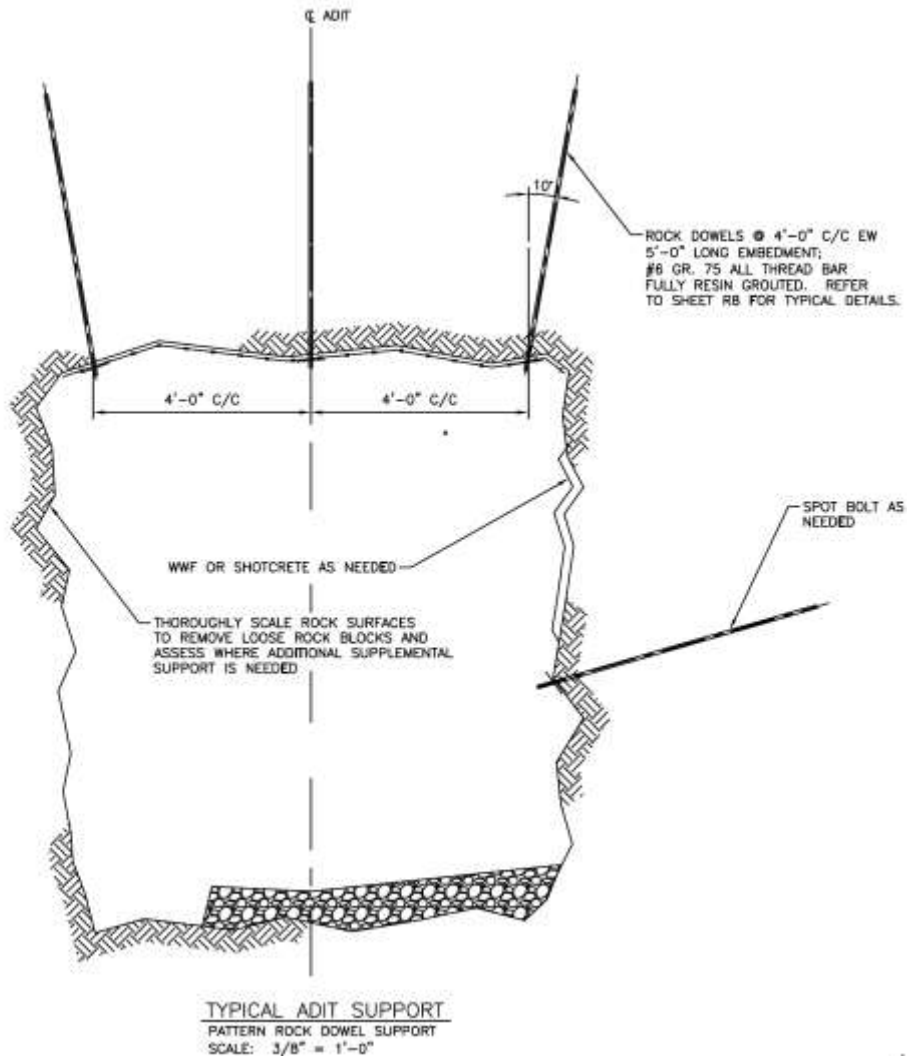 ℄ ADIT
10°
ROCK DOWELS @ 4'-0" C/C EW
5'-0" LONG EMBEDMENT;
#6 GR. 75 ALL THREAD BAR
FULLY RESIN GROUTED. REFER
TO SHEET R8 FOR TYPICAL DETAILS.
4'-0" C/C
4'-0" C/C
SPOT BOLT AS
NEEDED
WWF OR SHOTCRETE AS NEEDED
THOROUGHLY SCALE ROCK SURFACES
TO REMOVE LOOSE ROCK BLOCKS AND
ASSESS WHERE ADDITIONAL SUPPLEMENTAL
SUPPORT IS NEEDED
TYPICAL ADIT SUPPORT
PATTERN ROCK DOWEL SUPPORT
SCALE: 3/8" = 1'-0"